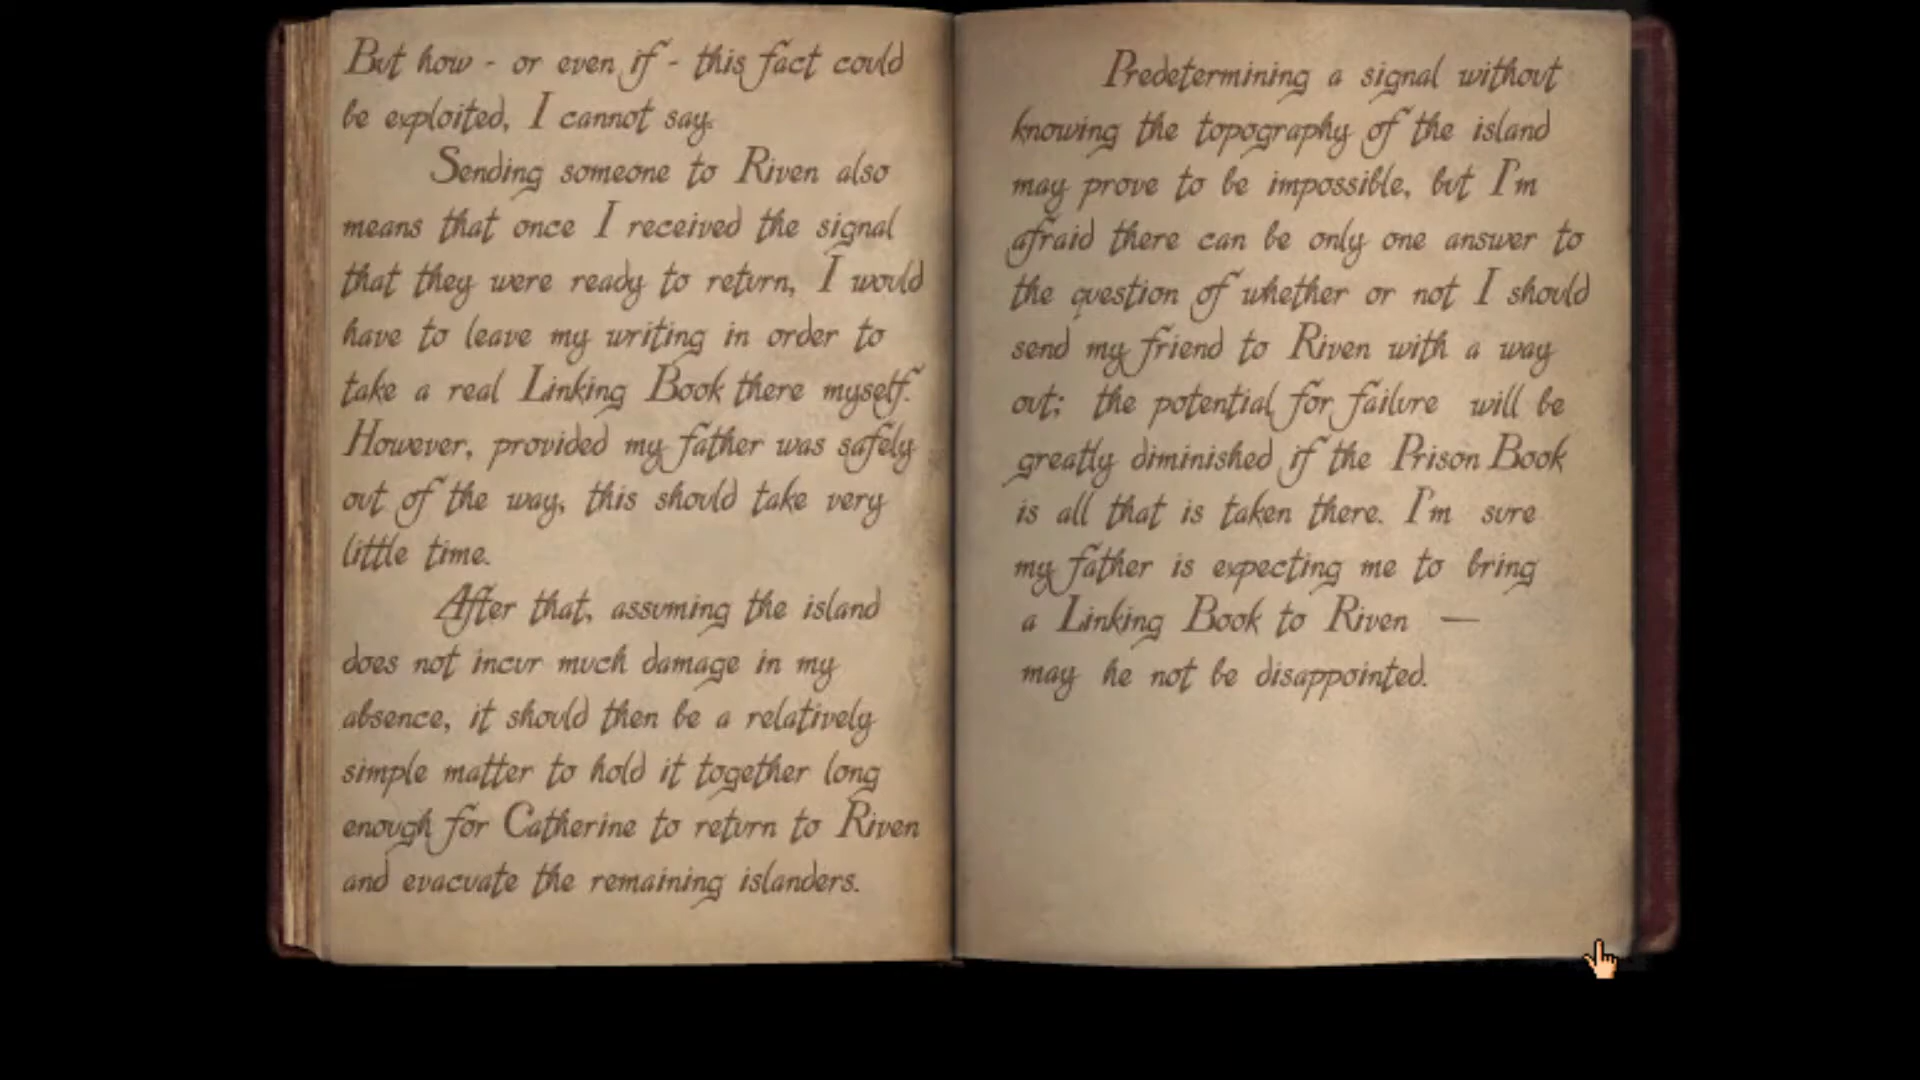 But how - or even if - this fact could
be exploited, I cannot say.
Sending someone to Riven also
means that once I received the signal
that they were ready to return, I would
have to leave my writing in order to
take a real Linking Book there myself.
However, provided my father was safely
out of the way, this should take very
little time.
After that, assuming the island
does not incur much damage in my
absence, it should then be a relatively
simple matter to hold it together long
enough for Catherine to return to Riven
and evacuate the remaining islanders.
Predetermining a signal without
knowing the topography of the island
may prove to be impossible, but I'm
afraid there can be only one answer to
the question of whether or not I should
send my friend to Riven with a way
out; the potential for failure will be
greatly diminished if the Prison Book
is all that is taken there. I'm sure
my father is expecting me to bring
a Linking Book to Riven —
may he not be disappointed.